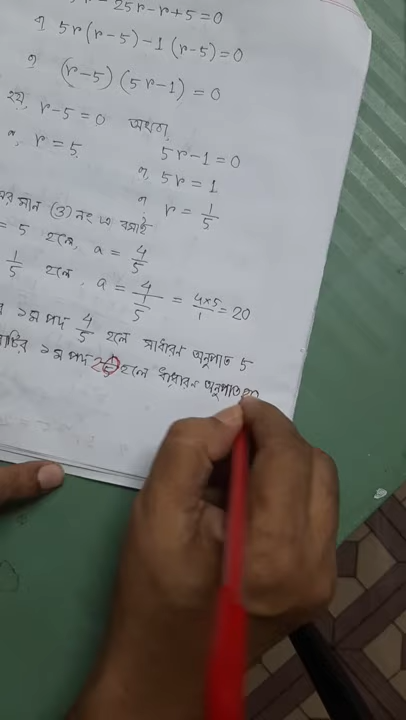 5r² - 25r - r + 5 = 0
বা, 5r(r-5) - 1(r-5) = 0
বা, (r-5)(5r-1) = 0
হয়, r-5 = 0 অথবা,
বা, r = 5. 5r-1 = 0
বা, 5r = 1
বা, r = 1/5
মান (3) নং এ বসাই
= 5 হলে, a = 4/5
1/5 হলে, a = 4/(1/5) = 4×5/1 = 20
১ম পদ 4/5 হলে সাধারণ অনুপাত 5
১ম পদ হলে সাধারণ অনুপাত